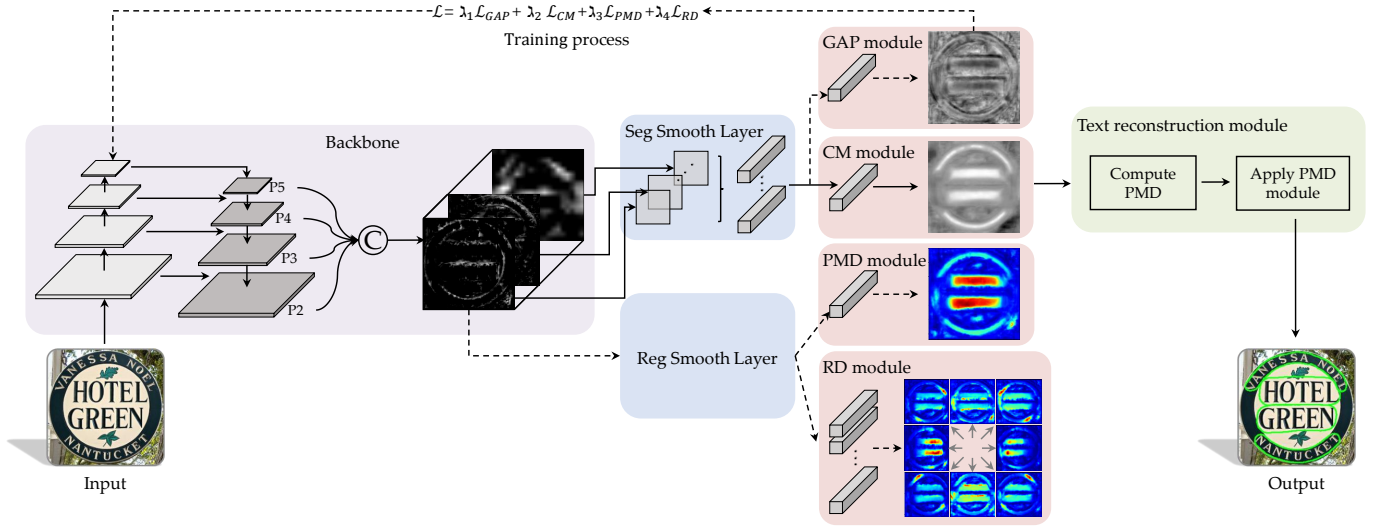 ℒ= λ₁ℒ_GAP+ λ₂ ℒ_CM+λ₃ℒ_PMD+λ₄ℒ_RD
Training process
GAP module
Backbone
Seg Smooth Layer
CM module
Text reconstruction module
Compute
PMD
Apply PMD
module
P5
P4
P3
P2
C
PMD module
Reg Smooth Layer
RD module
VANESSA NOEL
HOTEL
GREEN
NANTUCKET
Input
VANESSA NOEL
HOTEL
GREEN
NANTUCKET
Output